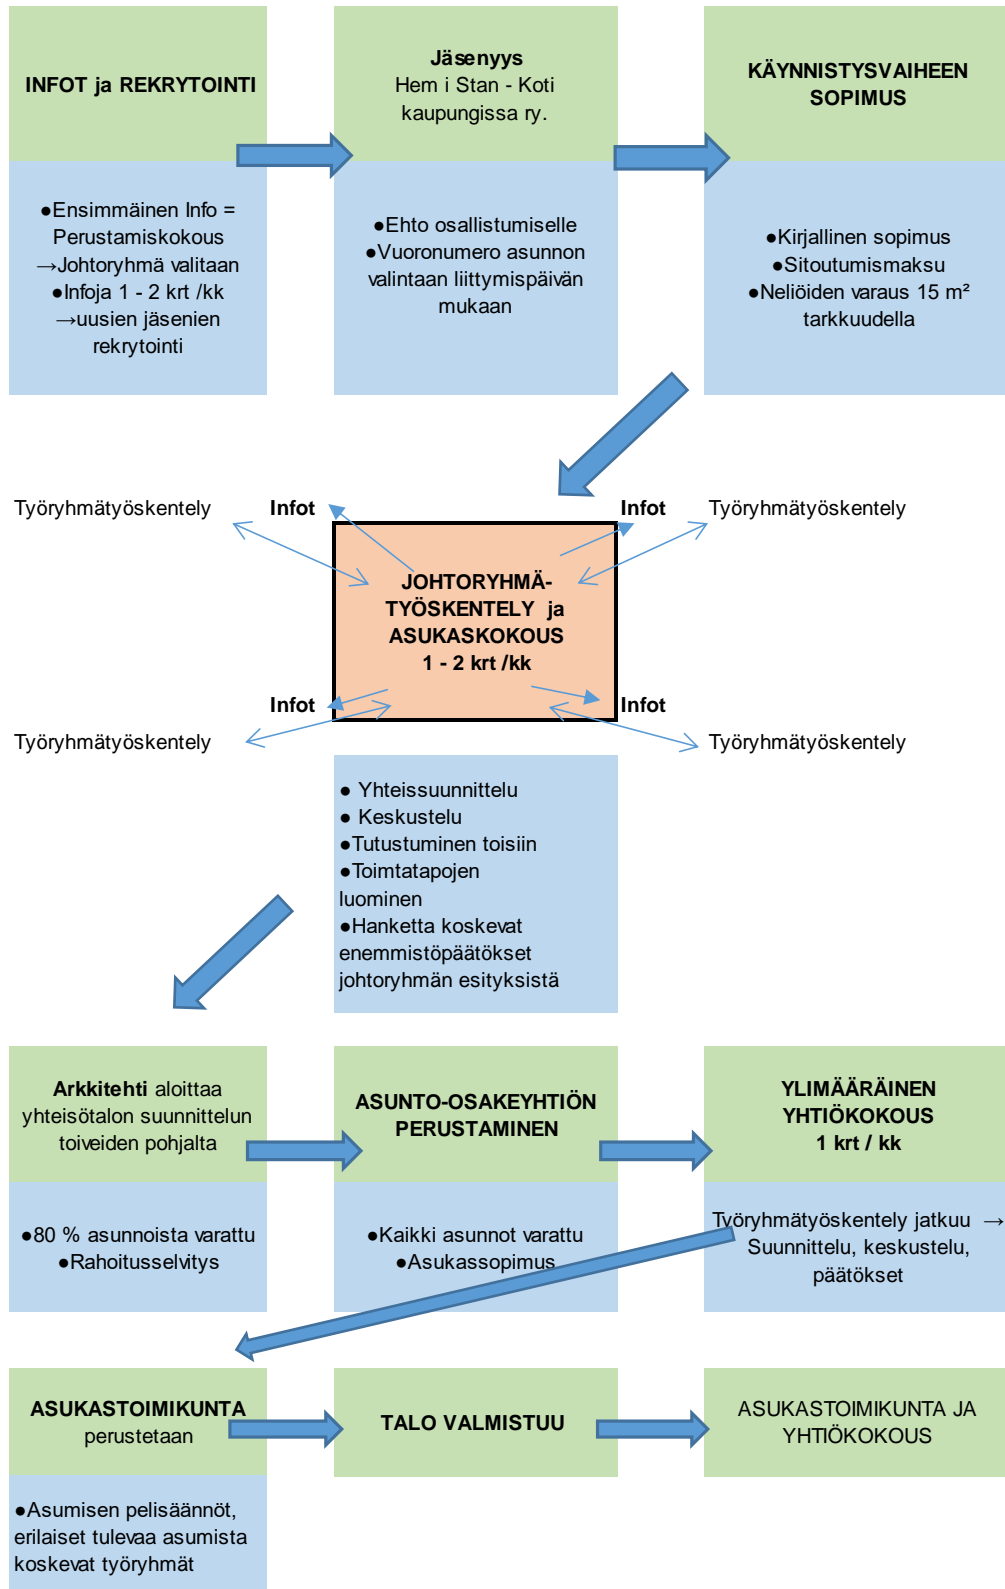 INFOT ja REKRYTOINTI
●Ensimmäinen Info =
Perustamiskokous
→Johtoryhmä valitaan
●Infoja 1 - 2 krt /kk
→uusien jäsenien
rekrytointi
Jäsenyys
Hem i Stan - Koti
kaupungissa ry.
●Ehto osallistumiselle
●Vuoronumero asunnon
valintaan liittymispäivän
mukaan
KÄYNNISTYSVAIHEEN
SOPIMUS
●Kirjallinen sopimus
●Sitoutumismaksu
●Neliöiden varaus 15 m²
tarkkuudella
Työryhmätyöskentely
Infot
Infot
Työryhmätyöskentely
JOHTORYHMÄ-
TYÖSKENTELY ja
ASUKASKOKOUS
1 - 2 krt /kk
Infot
Infot
Työryhmätyöskentely
Työryhmätyöskentely
● Yhteissuunnittelu
● Keskustelu
●Tutustuminen toisiin
●Toimtatapojen
luominen
●Hanketta koskevat
enemmistöpäätökset
johtoryhmän esityksistä
Arkkitehti aloittaa
yhteisötalon suunnittelun
toiveiden pohjalta
●80 % asunnoista varattu
●Rahoitusselvitys
ASUNTO-OSAKEYHTIÖN
PERUSTAMINEN
●Kaikki asunnot varattu
●Asukassopimus
YLIMÄÄRÄINEN
YHTIÖKOKOUS
1 krt / kk
Työryhmätyöskentely jatkuu →
Suunnittelu, keskustelu,
päätökset
ASUKASTOIMIKUNTA
perustetaan
●Asumisen pelisäännöt,
erilaiset tulevaa asumista
koskevat työryhmät
TALO VALMISTUU
ASUKASTOIMIKUNTA JA
YHTIÖKOKOUS